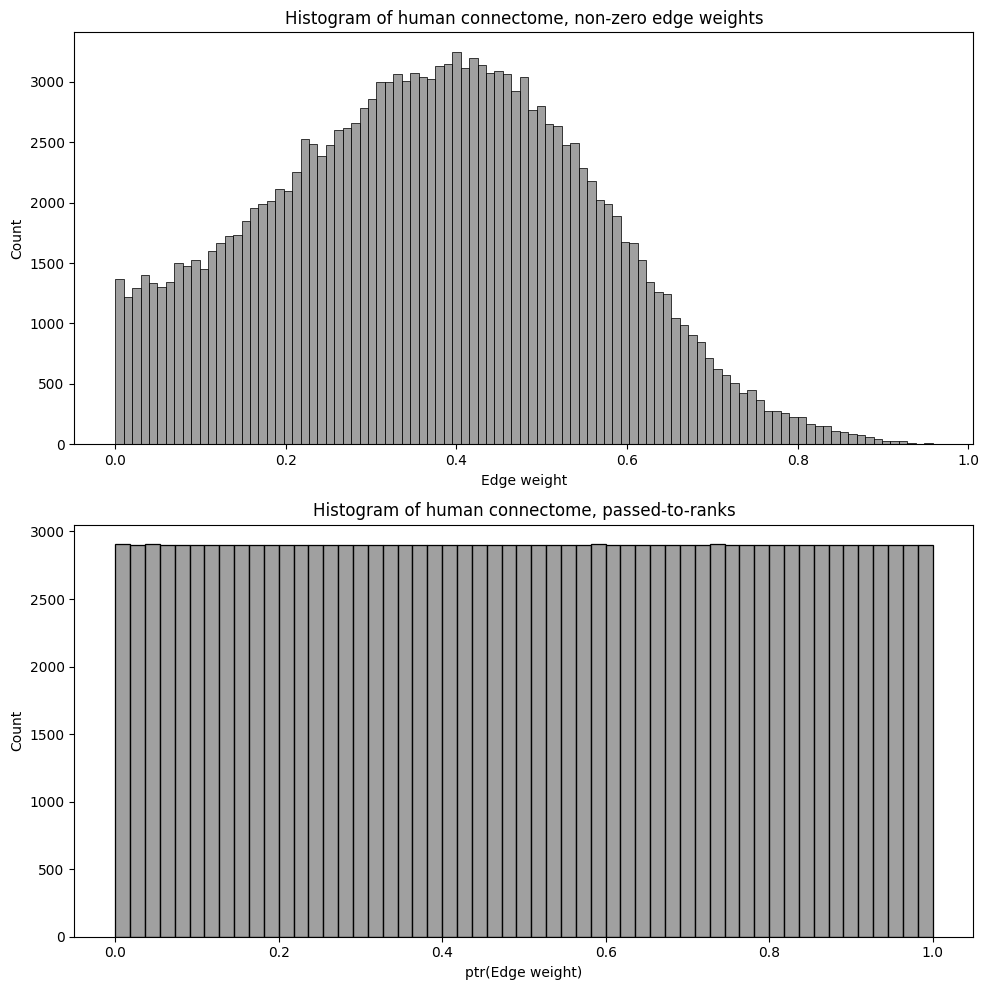 Histogram of human connectome, non-zero edge weights
3000
2500
2000
1500
1000
500
0
Count
0.0 0.2 0.4 0.6 0.8 1.0
Edge weight
Histogram of human connectome, passed-to-ranks
3000
2500
2000
1500
1000
500
0
Count
0.0 0.2 0.4 0.6 0.8 1.0
ptr(Edge weight)